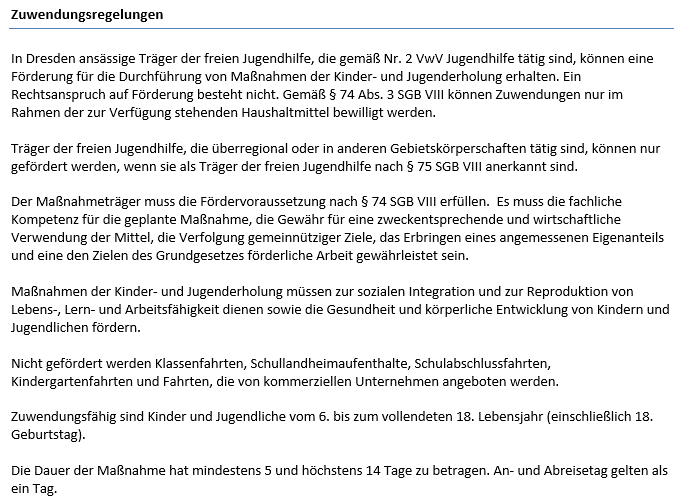 Zuwendungsregelungen
In Dresden ansässige Träger der freien Jugendhilfe, die gemäß Nr. 2 VwV Jugendhilfe tätig sind, können eine
Förderung für die Durchführung von Maßnahmen der Kinder- und Jugenderholung erhalten. Ein
Rechtsanspruch auf Förderung besteht nicht. Gemäß § 74 Abs. 3 SGB VIII können Zuwendungen nur im
Rahmen der zur Verfügung stehenden Haushaltmittel bewilligt werden.
Träger der freien Jugendhilfe, die überregional oder in anderen Gebietskörperschaften tätig sind, können nur
gefördert werden, wenn sie als Träger der freien Jugendhilfe nach § 75 SGB VIII anerkannt sind.
Der Maßnahmeträger muss die Fördervoraussetzung nach § 74 SGB VIII erfüllen.  Es muss die fachliche
Kompetenz für die geplante Maßnahme, die Gewähr für eine zweckentsprechende und wirtschaftliche
Verwendung der Mittel, die Verfolgung gemeinnütziger Ziele, das Erbringen eines angemessenen Eigenanteils
und eine den Zielen des Grundgesetzes förderliche Arbeit gewährleistet sein.
Maßnahmen der Kinder- und Jugenderholung müssen zur sozialen Integration und zur Reproduktion von
Lebens-, Lern- und Arbeitsfähigkeit dienen sowie die Gesundheit und körperliche Entwicklung von Kindern und
Jugendlichen fördern.
Nicht gefördert werden Klassenfahrten, Schullandheimaufenthalte, Schulabschlussfahrten,
Kindergartenfahrten und Fahrten, die von kommerziellen Unternehmen angeboten werden.
Zuwendungsfähig sind Kinder und Jugendliche vom 6. bis zum vollendeten 18. Lebensjahr (einschließlich 18.
Geburtstag).
Die Dauer der Maßnahme hat mindestens 5 und höchstens 14 Tage zu betragen. An- und Abreisetag gelten als
ein Tag.